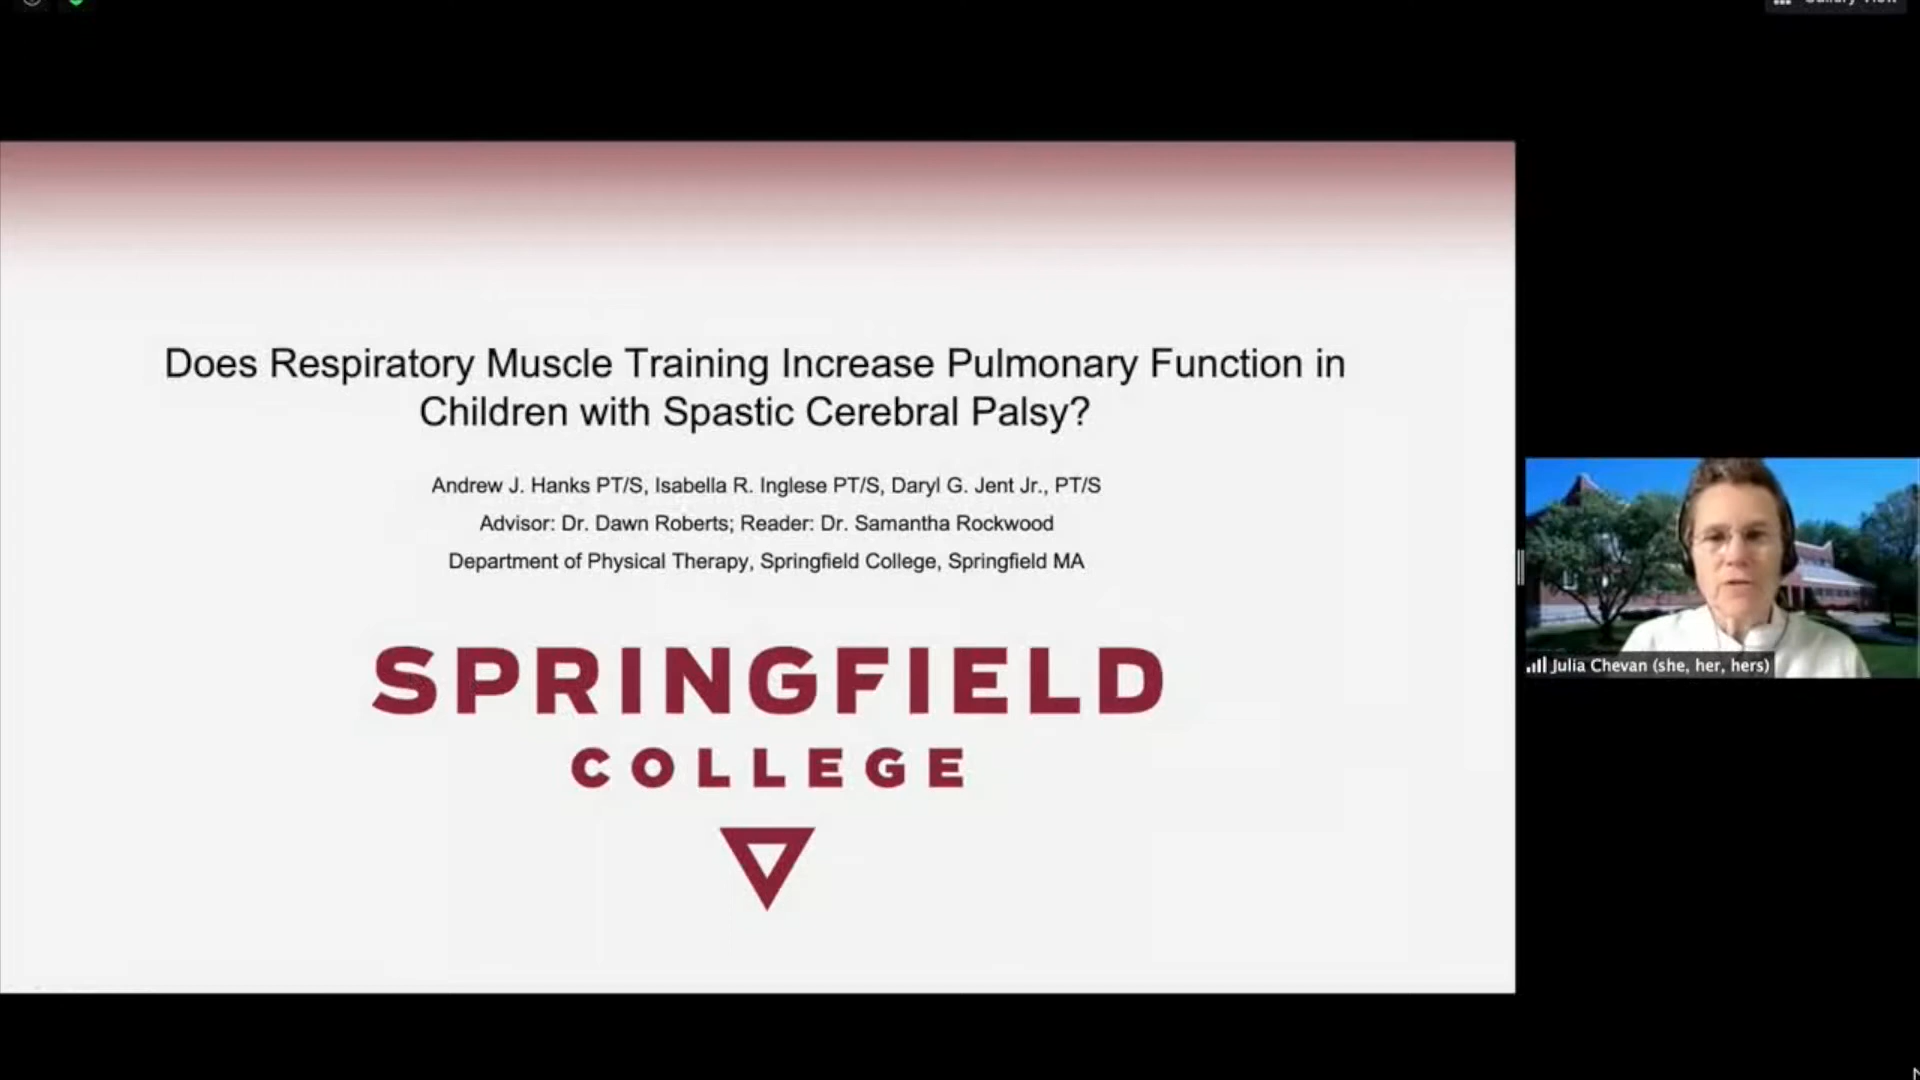 Gallery View
Does Respiratory Muscle Training Increase Pulmonary Function in
Children with Spastic Cerebral Palsy?
Andrew J. Hanks PT/S, Isabella R. Inglese PT/S, Daryl G. Jent Jr., PT/S
Advisor: Dr. Dawn Roberts; Reader: Dr. Samantha Rockwood
Department of Physical Therapy, Springfield College, Springfield MA
SPRINGFIELD
COLLEGE
Julia Chevan (she, her, hers)